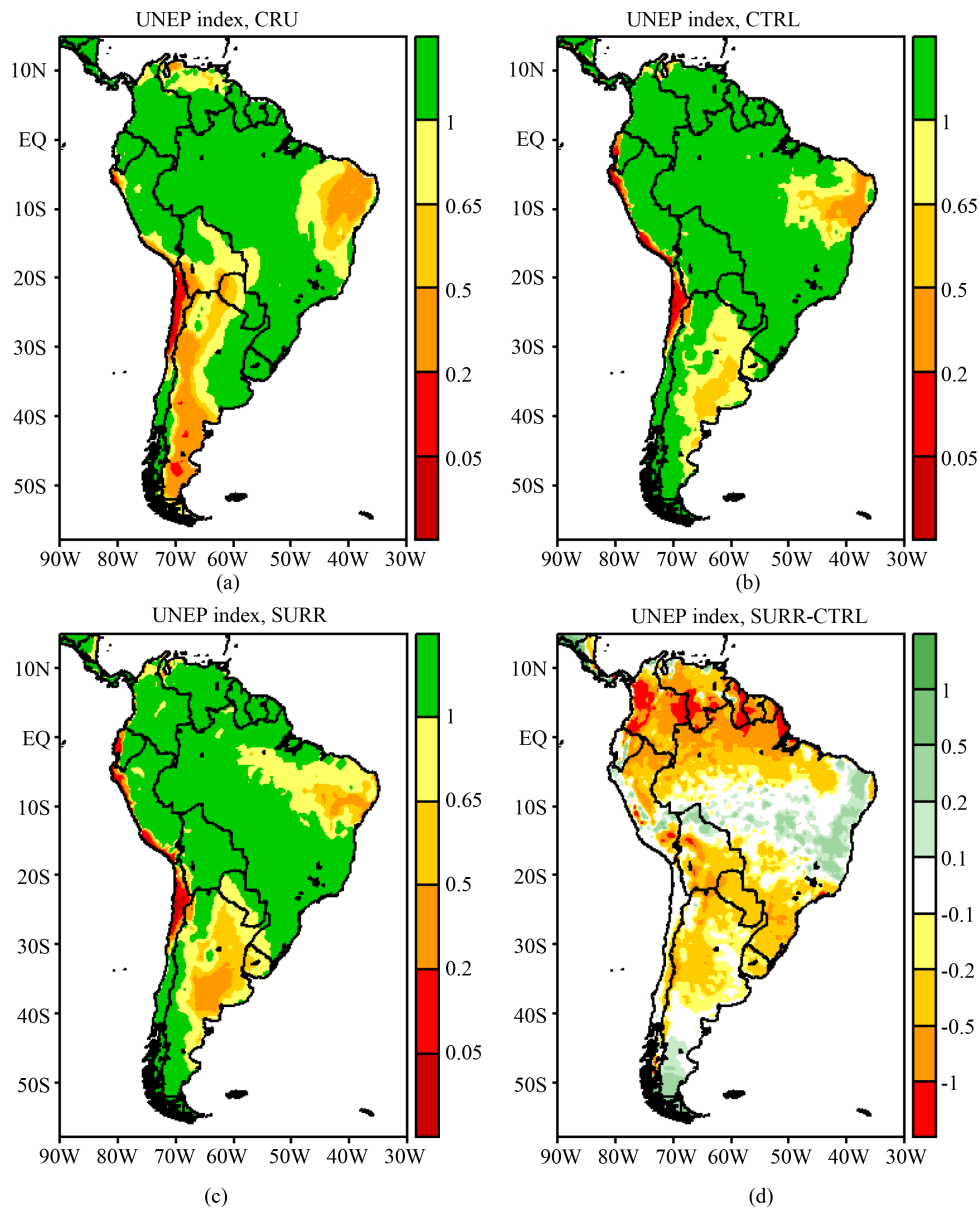 UNEP index, CRU
10N
EQ
10S
20S
30S
40S
50S
90W 80W 70W 60W 50W 40W 30W
1
0.65
0.5
0.2
0.05
(a)
UNEP index, CTRL
10N
EQ
10S
20S
30S
40S
50S
90W 80W 70W 60W 50W 40W 30W
1
0.65
0.5
0.2
0.05
(b)
UNEP index, SURR
10N
EQ
10S
20S
30S
40S
50S
90W 80W 70W 60W 50W 40W 30W
1
0.65
0.5
0.2
0.05
(c)
UNEP index, SURR-CTRL
10N
EQ
10S
20S
30S
40S
50S
90W 80W 70W 60W 50W 40W 30W
1
0.5
0.2
0.1
-0.1
-0.2
-0.5
-1
(d)